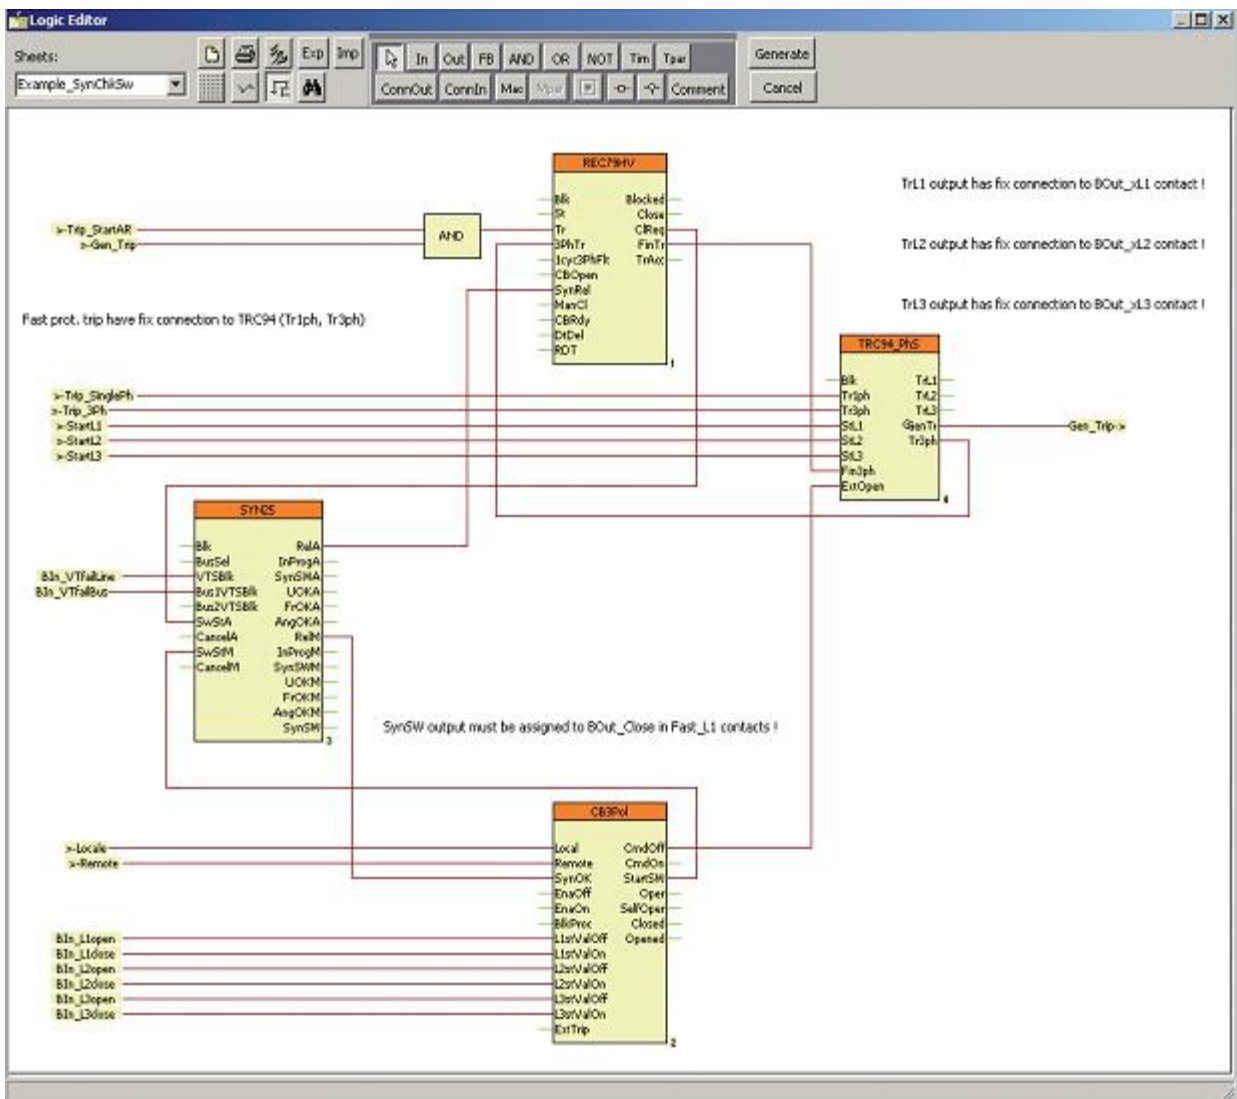 Logic Editor
Sheets:
Exp Imp In Out FB AND OR NOT Tim Tpar Generate
Example_SynChkSw ConnOut ConnIn Mac Mpar Comment Cancel
REC79HV
Blk Blocked
St Close
Tr ClReq
3PhTr FinTr
1cyc3PhFlt TrAcc
CBOpen
SynRel
ManCl
CBRdy
DtDel
RDT
1
>-Trip_StartAR
>-Gen_Trip
AND
TrL1 output has fix connection to BOut_xL1 contact !
TrL2 output has fix connection to BOut_xL2 contact !
TrL3 output has fix connection to BOut_xL3 contact !
Fast prot. trip have fix connection to TRC94 (Tr1ph, Tr3ph)
TRC94_PhS
Blk TrL1
Tr1ph TrL2
Tr3ph TrL3
StL1 GenTr
StL2 Tr3ph
StL3
Fin3ph
ExtOpen
4
>-Trip_SinglePh
>-Trip_3Ph
>-StartL1
>-StartL2
>-StartL3
Gen_Trip->
SYN25
Blk RelA
BusSel InProgA
VTSBlk SynSWA
Bus1VTSBlk UOKA
Bus2VTSBlk FrOKA
SwStA AngOKA
CancelA RelM
SwStM InProgM
CancelM SynSWM
UOKM
FrOKM
AngOKM
SynSW
3
BIn_VTfailLine
BIn_VTfailBus
SynSW output must be assigned to BOut_Close in Fast_L1 contacts !
CB3Pol
Local CmdOff
Remote CmdOn
SynOK StartSW
EnaOff Oper
EnaOn SelfOper
BlkProc Closed
L1stValOff Opened
L1stValOn
L2stValOff
L2stValOn
L3stValOff
L3stValOn
ExtTrip
2
>-Locale
>-Remote
BIn_L1open
BIn_L1close
BIn_L2open
BIn_L2close
BIn_L3open
BIn_L3close